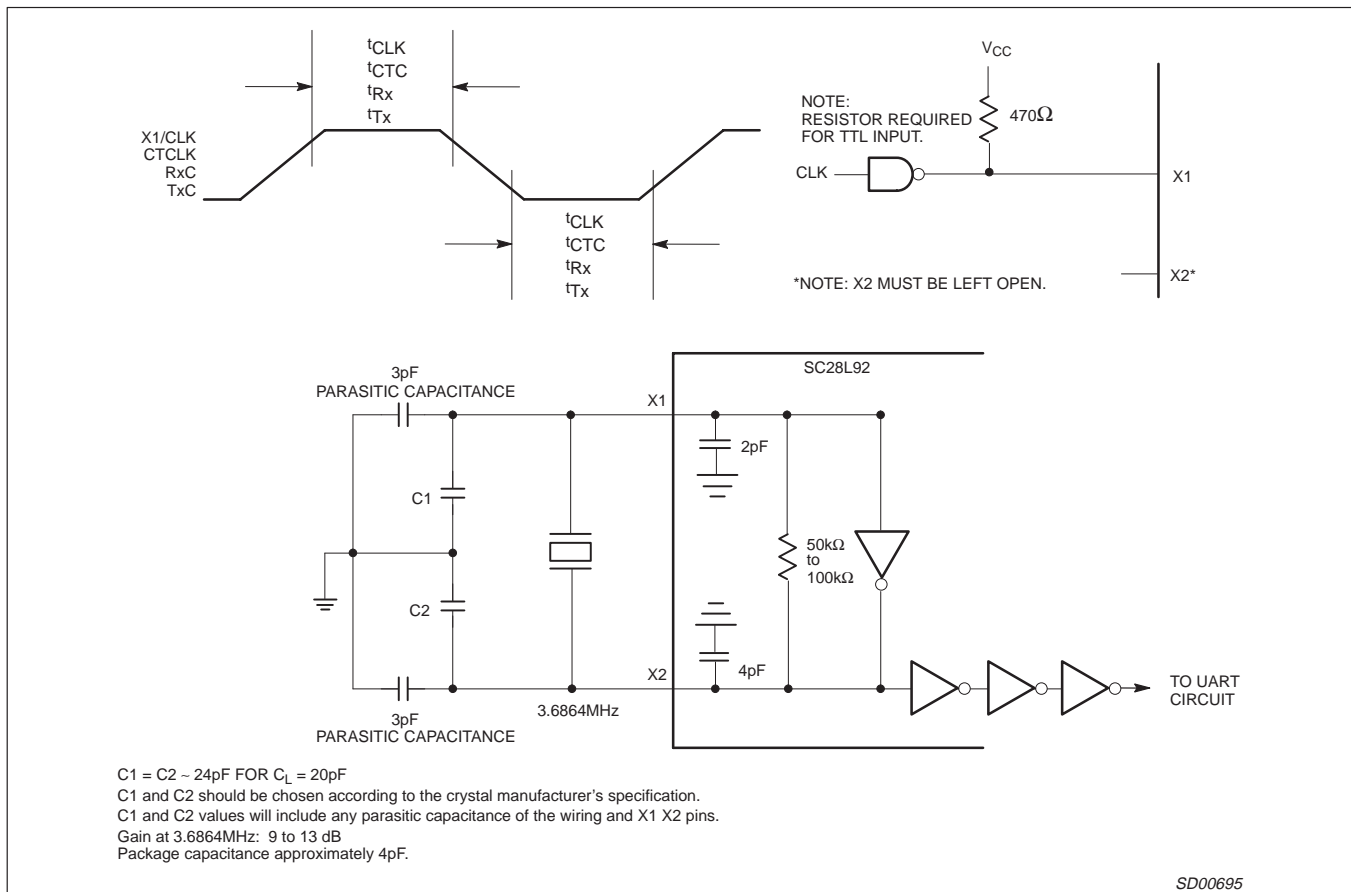 tCLK
tCTC
tRx
tTx
X1/CLK
CTCLK
RxC
TxC
tCLK
tCTC
tRx
tTx
VCC
NOTE:
RESISTOR REQUIRED
FOR TTL INPUT.
470Ω
CLK
X1
*NOTE: X2 MUST BE LEFT OPEN.
X2*
3pF
PARASITIC CAPACITANCE
SC28L92
X1
2pF
C1
50kΩ
to
100kΩ
C2
4pF
X2
3.6864MHz
3pF
PARASITIC CAPACITANCE
TO UART
CIRCUIT
C1 = C2 ~ 24pF FOR CL = 20pF
C1 and C2 should be chosen according to the crystal manufacturer's specification.
C1 and C2 values will include any parasitic capacitance of the wiring and X1 X2 pins.
Gain at 3.6864MHz: 9 to 13 dB
Package capacitance approximately 4pF.
SD00695